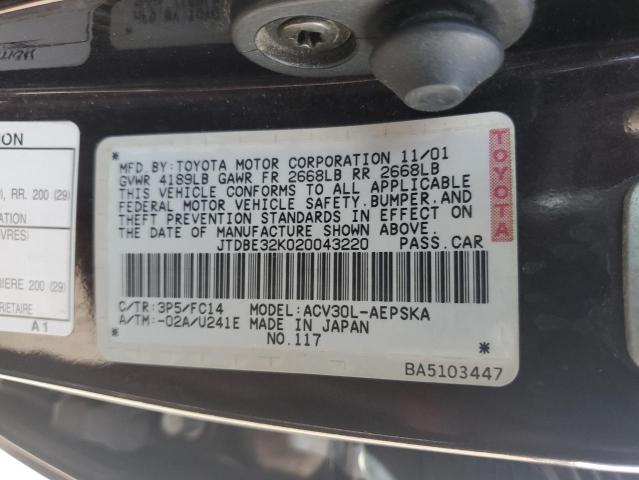 MFD.BY:TOYOTA MOTOR CORPORATION 11/01
GVWR 4189LB GAWR FR 2668LB RR 2668LB
THIS VEHICLE CONFORMS TO ALL APPLICABLE
FEDERAL MOTOR VEHICLE SAFETY,BUMPER,AND
THEFT PREVENTION STANDARDS IN EFFECT ON
THE DATE OF MANUFACTURE SHOWN ABOVE.
JTDBE32K020043220 PASS.CAR
C/TR:3P5/FC14 MODEL:ACV30L-AEPSKA
A/TM:-02A/U241E MADE IN JAPAN
NO.117
BA5103447
TOYOTA
ION
RR. 200 (29)
VRES)
IERE 200 (29)
RIETAIRE
A1